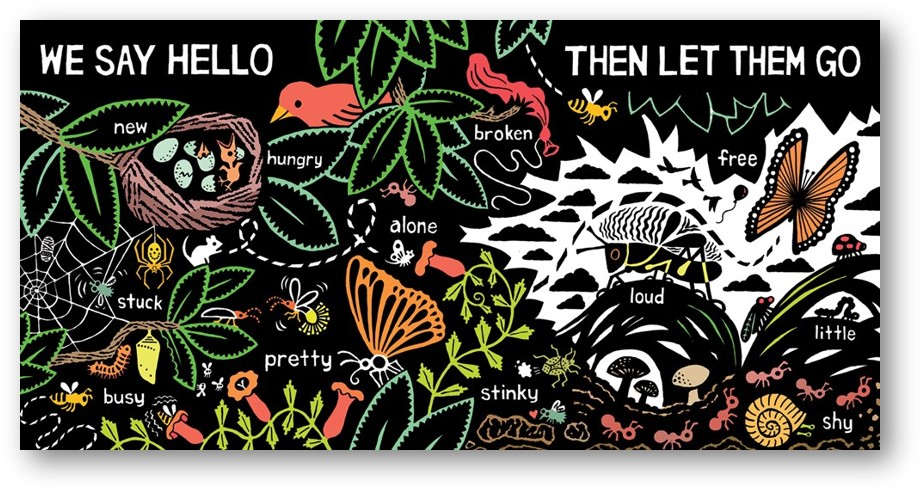 WE SAY HELLO
THEN LET THEM GO
new
hungry
broken
free
alone
stuck
loud
little
pretty
busy
stinky
shy